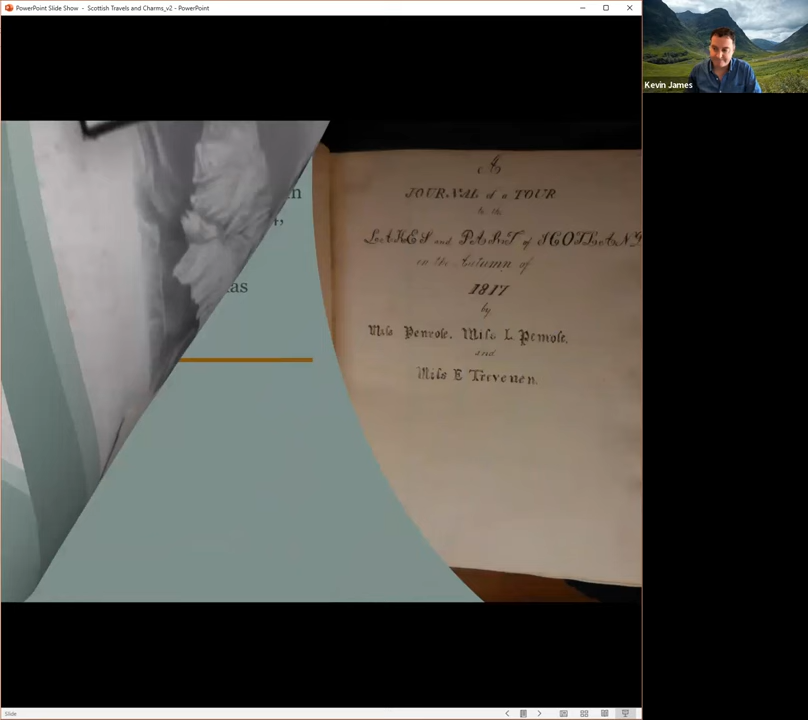 PowerPoint Slide Show - Scottish Travels and Charms_v2 - PowerPoint
Kevin James
A
JOURNAL of a TOUR
to the
LAKES and PART of SCOTLAND
in the Autumn of
1817
by
Miss Penrose, Miss L Penrose,
and
Miss E Trevenen.
Slide